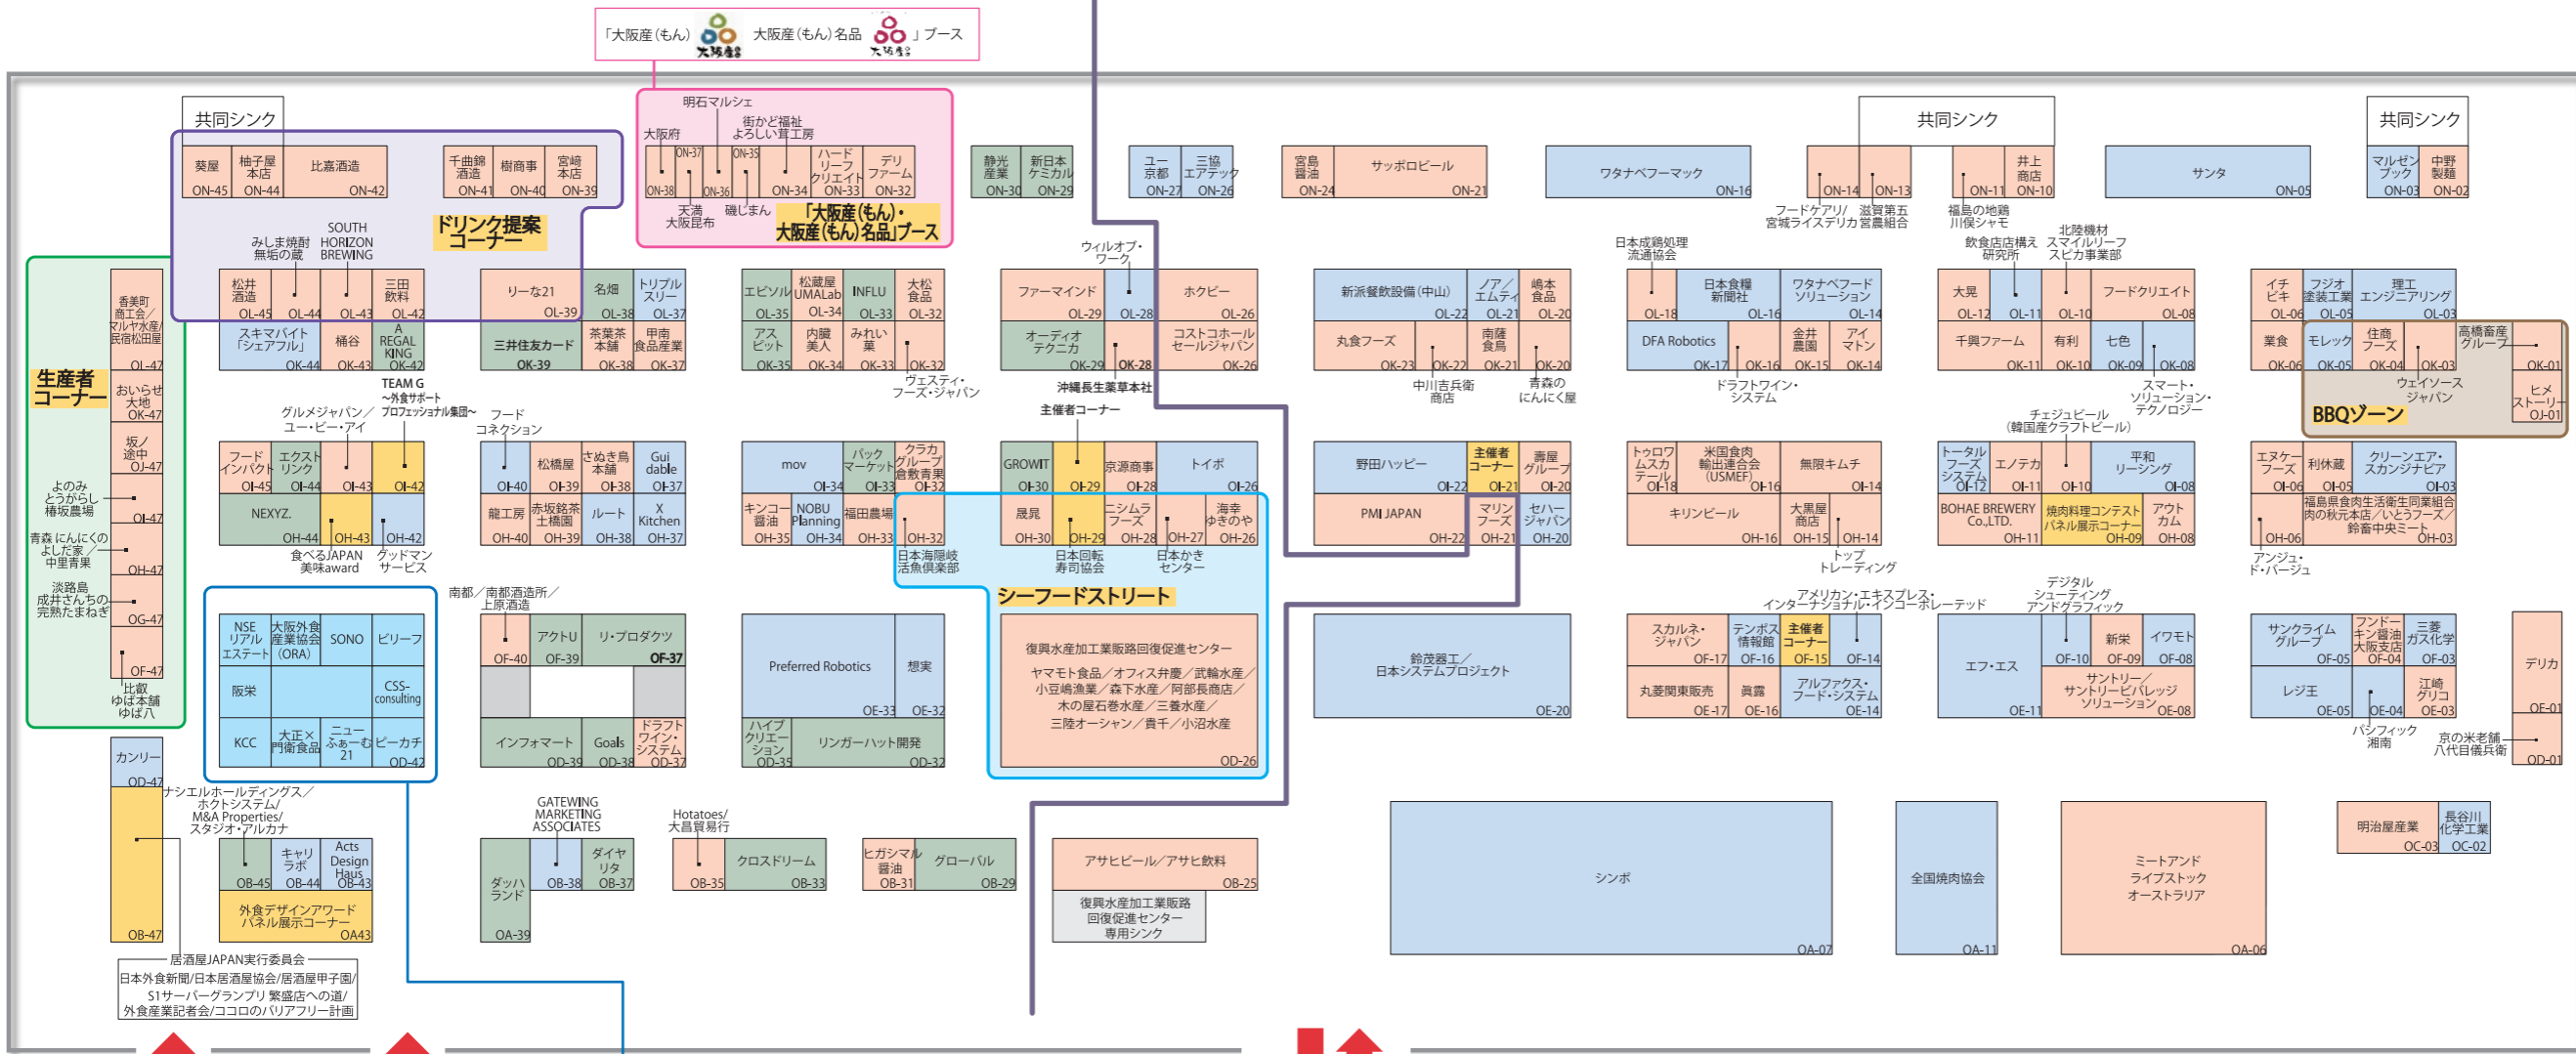 「大阪産(もん) 大阪産(もん)名品 」ブース
共同シンク
葵屋
ON-45
柚子屋
本店
ON-44
比嘉酒造
ON-42
千曲錦
酒造
ON-41
樹商事
ON-40
宮﨑
本店
ON-39
ドリンク提案
コーナー
明石マルシェ
大阪府
街かど福祉
よろしい茸工房
ON-38
ON-37
ON-36
ON-35
ON-34
ハード
リーフ
クリエイト
ON-33
デリ
ファーム
ON-32
天満
大阪昆布
磯じまん
「大阪産(もん)・
大阪産(もん)名品」ブース
静光
産業
ON-30
新日本
ケミカル
ON-29
ユー
京都
ON-27
三協
エアテック
ON-26
宮島
醤油
ON-24
サッポロビール
ON-21
ワタナベフーマック
ON-16
共同シンク
ON-14
ON-13
フードケアリ/
宮城ライスデリカ
滋賀第五
営農組合
ON-11
井上
商店
ON-10
福島の地鶏
川俣シャモ
サンタ
ON-05
共同シンク
マルゼン
ブック
ON-03
中野
製麺
ON-02
生産者
コーナー
香美町
商工会/
マルヤ水産/
民宿松田屋
OL-47
おいらせ
大地
OK-47
坂ノ
途中
OJ-47
よのみ
とうがらし
椿坂農場
OI-47
青森 にんにくの
よしだ家/
中里青果
OH-47
淡路島
成井さんちの
完熟たまねぎ
OG-47
OF-47
比叡
ゆば本舗
ゆば八
みしま焼酎
無垢の蔵
SOUTH
HORIZON
BREWING
松井
酒造
OL-45
OL-44
OL-43
三田
飲料
OL-42
スキマバイト
「シェアフル」
OK-44
桶谷
OK-43
A
REGAL
KING
OK-42
りーな21
OL-39
名畑
OL-38
トリプル
スリー
OL-37
三井住友カード
OK-39
茶葉茶
本舗
OK-38
甲南
食品産業
OK-37
エビソル
OL-35
松蔵屋
UMALab
OL-34
INFLU
OL-33
大松
食品
OL-32
アス
ピット
OK-35
内臓
美人
OK-34
みれい
菓
OK-33
OK-32
ヴェスティ・
フーズ・ジャパン
ウィルオブ・
ワーク
ファーマインド
OL-29
OL-28
ホクビー
OL-26
オーディオ
テクニカ
OK-29
OK-28
コストコホール
セールジャパン
OK-26
沖縄長生薬草本社
新派餐飲設備(中山)
OL-22
ノア/
エムティ
OL-21
嶋本
食品
OL-20
丸食フーズ
OK-23
OK-22
南薩
食鳥
OK-21
OK-20
中川吉兵衛
商店
青森の
にんにく屋
日本成鶏処理
流通協会
OL-18
日本食糧
新聞社
OL-16
ワタナベフード
ソリューション
OL-14
DFA Robotics
OK-17
OK-16
金井
農園
OK-15
アイ
マトン
OK-14
ドラフトワイン・
システム
飲食店店構え
研究所
北陸機材
スマイルリーフ
スピカ事業部
大晃
OL-12
OL-11
OL-10
フードクリエイト
OL-08
千興ファーム
OK-11
有利
OK-10
七色
OK-09
OK-08
スマート・
ソリューション・
テクノロジー
イチ
ビキ
OL-06
フジオ
塗装工業
OL-05
理工
エンジニアリング
OL-03
業食
OK-06
モレック
OK-05
住商
フーズ
OK-04
OK-03
高橋畜産
グループ
OK-01
ウェイソース
ジャパン
ヒメ
ストーリー
OJ-01
BBQゾーン
グルメジャパン/
ユー・ビー・アイ
TEAM G
～外食サポート
プロフェッショナル集団～
フード
インパクト
OI-45
エクスト
リンク
OI-44
OI-43
OI-42
NEXYZ.
OH-44
OH-43
OH-42
食べるJAPAN
美味award
グッドマン
サービス
フード
コネクション
OI-40
松橋屋
OI-39
さぬき鳥
本舗
OI-38
Gui
dable
OI-37
龍工房
OH-40
赤坂銘茶
土橋園
OH-39
ルート
OH-38
X
Kitchen
OH-37
mov
OI-34
パック
マーケット
OI-33
クラカ
グループ
倉敷青果
OI-32
キンコー
醤油
OH-35
NOBU
Planning
OH-34
福田農場
OH-33
日本海隠岐
活魚倶楽部
主催者コーナー
GROWIT
OI-30
OI-29
京源商事
OI-28
トイポ
OI-26
晟晁
OH-30
OH-29
ニシムラ
フーズ
OH-28
OH-27
海幸
ゆきのや
OH-26
日本回転
寿司協会
日本かき
センター
シーフードストリート
野田ハッピー
OI-22
主催者
コーナー
OI-21
壽屋
グループ
OI-20
PMI JAPAN
OH-22
マリン
フーズ
OH-21
セハー
ジャパン
OH-20
トゥロワ
ムスカ
テール
OI-18
米国食肉
輸出連合会
(USMEF)
OI-16
無限キムチ
OI-14
キリンビール
OH-16
大黒屋
商店
OH-15
OH-14
トップ
トレーディング
チェジュビール
(韓国産クラフトビール)
トータル
フーズ
システム
OI-12
エノテカ
OI-11
OI-10
平和
リーシング
OI-08
BOHAE BREWERY
Co.,LTD.
OH-11
焼肉料理コンテスト
パネル展示コーナー
OH-09
アウト
カム
OH-08
エヌケー
フーズ
OI-06
利休蔵
OI-05
クリーンエア・
スカンジナビア
OI-03
OH-06
福島県食肉生活衛生同業組合
肉の秋元本店/いとうフーズ/
鈴畜中央ミート
OH-03
アンジュ・
ド・バージュ
NSE
リアル
エステート
大阪外食
産業協会
(ORA)
SONO
ビリーフ
阪栄
CSS-
consulting
KCC
大正×
門衛食品
ニュー
ふぁーむ
21
ピーカチ
OD-42
南都/南都酒造所/
上原酒造
OF-40
アクトU
OF-39
リ・プロダクツ
OF-37
インフォマート
OD-39
Goals
OD-38
ドラフト
ワイン・
システム
OD-37
Preferred Robotics
OE-33
想実
OE-32
ハイブ
クリエー
ション
OD-35
リンガーハット開発
OD-32
復興水産加工業販路回復促進センター
ヤマモト食品/オフィス弁慶/武輪水産/
小豆嶋漁業/森下水産/阿部長商店/
木の屋石巻水産/三養水産/
三陸オーシャン/貴千/小沼水産
OD-26
鈴茂器工/
日本システムプロジェクト
OE-20
アメリカン・エキスプレス・
インターナショナル・インコーポレーテッド
スカルネ・
ジャパン
OF-17
テンポス
情報館
OF-16
主催者
コーナー
OF-15
OF-14
丸菱関東販売
OE-17
眞露
OE-16
アルファクス・
フード・システム
OE-14
デジタル
シューティング
アンドグラフィック
エフ・エス
OE-11
OF-10
新栄
OF-09
イワモト
OF-08
サントリー/
サントリービバレッジ
ソリューション
OE-08
サンクライム
グループ
OF-05
フンドー
キン醤油
大阪支店
OF-04
三菱
ガス化学
OF-03
レジ王
OE-05
OE-04
江崎
グリコ
OE-03
パシフィック
湘南
デリカ
OE-01
京の米老舗
八代目儀兵衛
OD-01
カンリー
OD-47
OB-47
ナシエルホールディングス/
ホクトシステム/
M&A Properties/
スタジオ・アルカナ
OB-45
キャリ
ラボ
OB-44
Acts
Design
Haus
OB-43
外食デザインアワード
パネル展示コーナー
OA43
居酒屋JAPAN実行委員会
日本外食新聞/日本居酒屋協会/居酒屋甲子園/
S1サーバーグランプリ 繁盛店への道/
外食産業記者会/ココロのバリアフリー計画
GATEWING
MARKETING
ASSOCIATES
ダッハ
ランド
OA-39
OB-38
ダイヤ
リタ
OB-37
Hotatoes/
大昌貿易行
OB-35
クロスドリーム
OB-33
ヒガシマル
醤油
OB-31
グローバル
OB-29
アサヒビール/アサヒ飲料
OB-25
復興水産加工業販路
回復促進センター
専用シンク
シンポ
OA-07
全国焼肉協会
OA-11
ミートアンド
ライブストック
オーストラリア
OA-06
明治屋産業
OC-03
長谷川
化学工業
OC-02